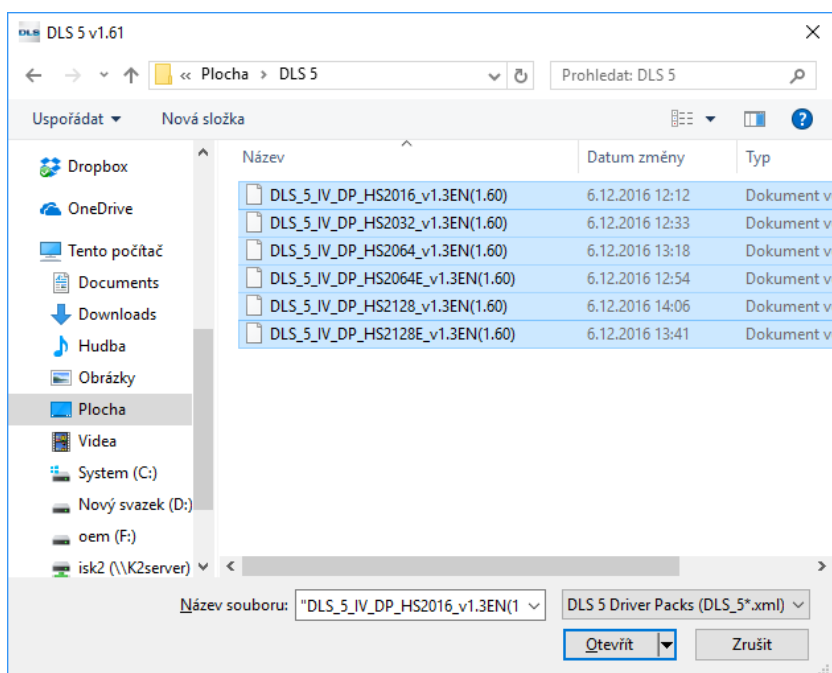 DLS DLS 5 v1.61
« Plocha > DLS 5
Prohledat: DLS 5
Uspořádat
Nová složka
Název
Datum změny
Typ
Dropbox
OneDrive
Tento počítač
Documents
Downloads
Hudba
Obrázky
Plocha
Videa
System (C:)
Nový svazek (D:)
oem (F:)
isk2 (\\K2server)
DLS_5_IV_DP_HS2016_v1.3EN(1.60) 6.12.2016 12:12 Dokument v
DLS_5_IV_DP_HS2032_v1.3EN(1.60) 6.12.2016 12:33 Dokument v
DLS_5_IV_DP_HS2064_v1.3EN(1.60) 6.12.2016 13:18 Dokument v
DLS_5_IV_DP_HS2064E_v1.3EN(1.60) 6.12.2016 12:54 Dokument v
DLS_5_IV_DP_HS2128_v1.3EN(1.60) 6.12.2016 14:06 Dokument v
DLS_5_IV_DP_HS2128E_v1.3EN(1.60) 6.12.2016 13:41 Dokument v
Název souboru: "DLS_5_IV_DP_HS2016_v1.3EN(1
DLS 5 Driver Packs (DLS_5*.xml)
Otevřít
Zrušit